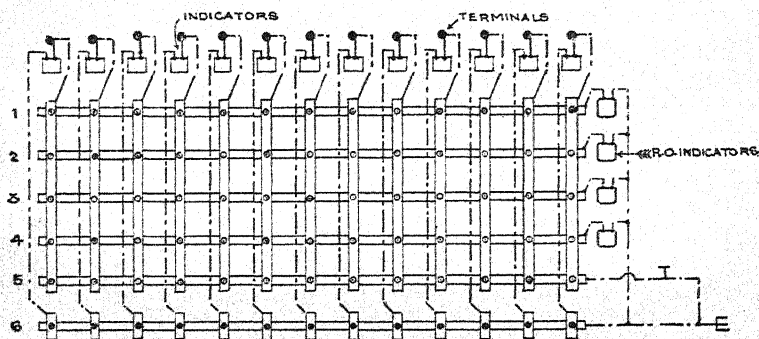 INDICATORS
TERMINALS
1
2
R.O. INDICATORS
3
4
5 T
6 E